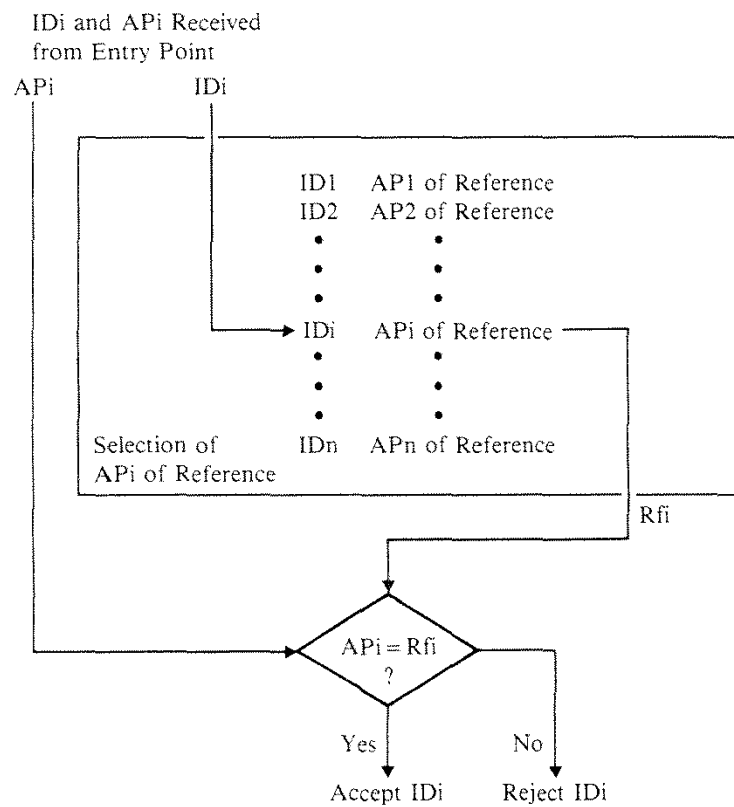 IDi and APi Received
from Entry Point
APi IDi
ID1 AP1 of Reference
ID2 AP2 of Reference
IDi APi of Reference
Selection of IDn APn of Reference
APi of Reference
Rfi
APi = Rfi
?
Yes No
Accept IDi Reject IDi